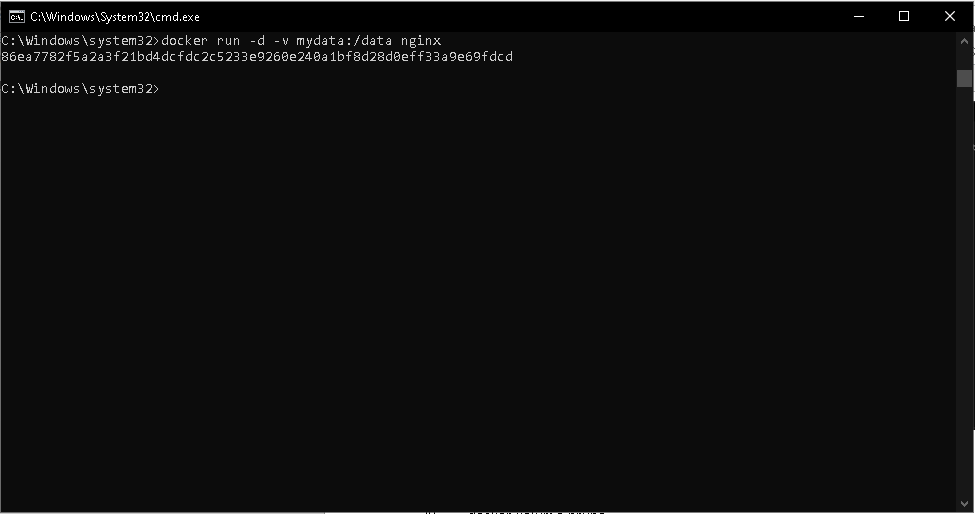 C:\Windows\System32\cmd.exe
C:\Windows\system32>docker run -d -v mydata:/data nginx
86ea7782f5a2a3f21bd4dcfdc2c5233e9260e240a1bf8d28d0eff33a9e69fdcd
C:\Windows\system32>